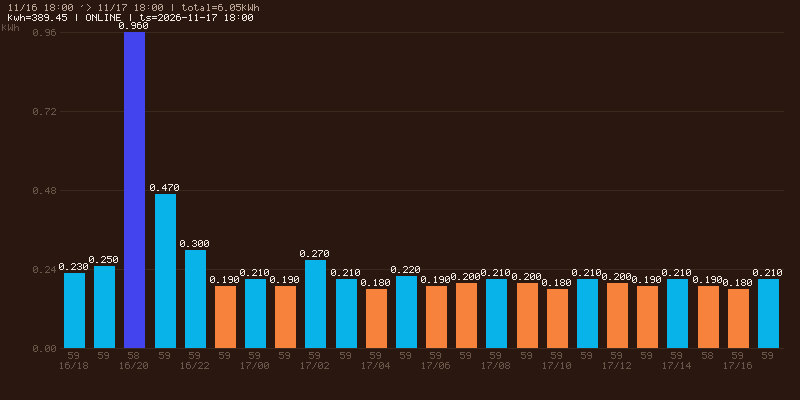 11/16 18:00 -> 11/17 18:00 | total=6.05kWh
kwh=389.45 | ONLINE | ts=2026-11-17 18:00
kWh
0.96
0.72
0.48
0.24
0.00
0.230 0.250 0.960 0.470 0.300 0.190 0.210 0.190 0.270 0.210 0.180 0.220 0.190 0.200 0.210 0.200 0.180 0.210 0.200 0.190 0.210 0.190 0.180 0.210
59 59 58 59 59 59 59 59 59 59 59 59 59 59 59 59 59 59 59 59 59 58 59 59
16/18 16/20 16/22 17/00 17/02 17/04 17/06 17/08 17/10 17/12 17/14 17/16